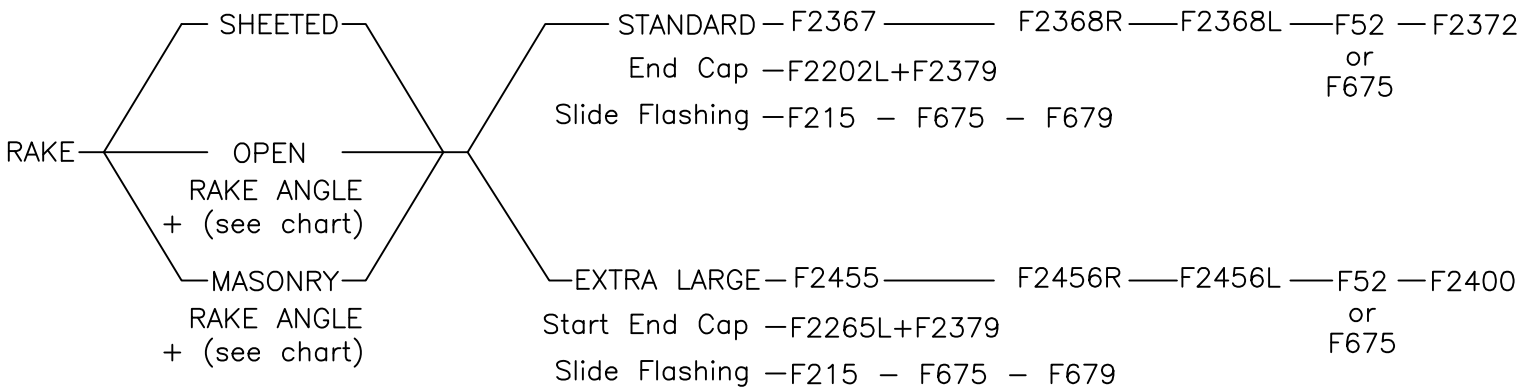 SHEETED
STANDARD – F2367 F2368R F2368L F52 – F2372
or
F675
End Cap – F2202L+F2379
Slide Flashing – F215 – F675 – F679
RAKE
OPEN
RAKE ANGLE
+ (see chart)
MASONRY
RAKE ANGLE
+ (see chart)
EXTRA LARGE – F2455 F2456R F2456L F52 – F2400
or
F675
Start End Cap – F2265L+F2379
Slide Flashing – F215 – F675 – F679